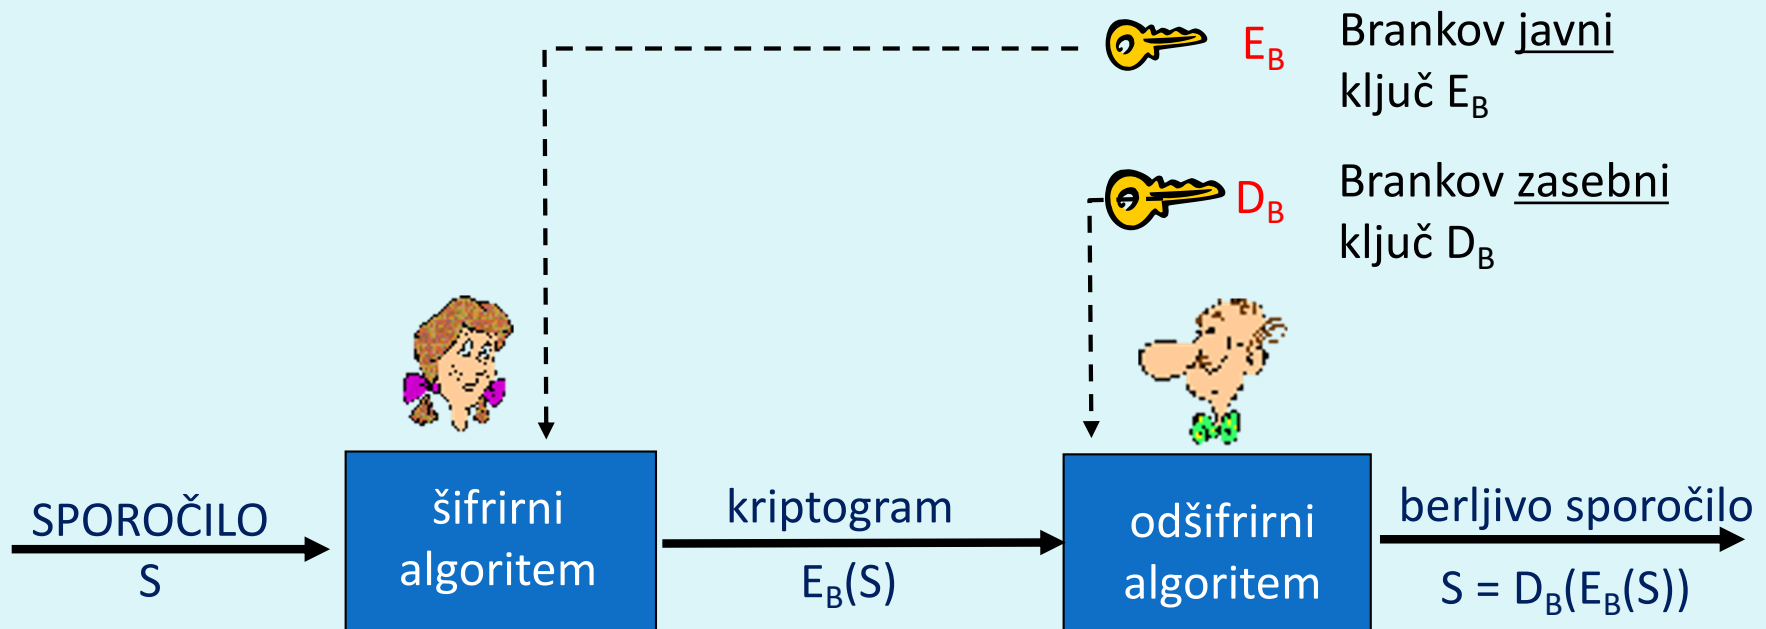 E_B
Brankov javni
ključ E_B
D_B
Brankov zasebni
ključ D_B
SPOROČILO
S
šifrirni
algoritem
kriptogram
E_B(S)
odšifrirni
algoritem
berljivo sporočilo
S = D_B(E_B(S))